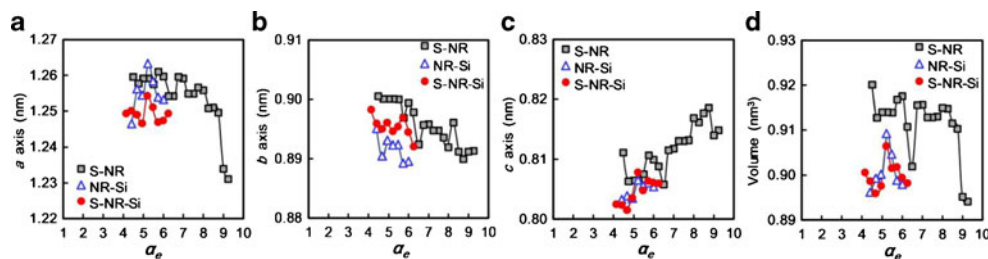 a
1.27
1.26
1.25
1.24
1.23
1.22
a axis (nm)
S-NR
NR-Si
S-NR-Si
1 2 3 4 5 6 7 8 9 10
αe
b
0.91
0.90
0.89
0.88
b axis (nm)
S-NR
NR-Si
S-NR-Si
1 2 3 4 5 6 7 8 9 10
αe
c
0.83
0.82
0.81
0.80
c axis (nm)
S-NR
NR-Si
S-NR-Si
1 2 3 4 5 6 7 8 9 10
αe
d
0.93
0.92
0.91
0.90
0.89
Volume (nm³)
S-NR
NR-Si
S-NR-Si
1 2 3 4 5 6 7 8 9 10
αe